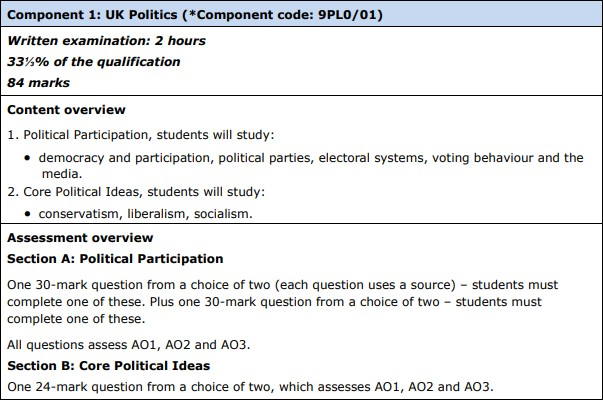 Component 1: UK Politics (*Component code: 9PL0/01)
Written examination: 2 hours
33⅓% of the qualification
84 marks
Content overview
1. Political Participation, students will study:
● democracy and participation, political parties, electoral systems, voting behaviour and the
media.
2. Core Political Ideas, students will study:
● conservatism, liberalism, socialism.
Assessment overview
Section A: Political Participation
One 30-mark question from a choice of two (each question uses a source) – students must
complete one of these. Plus one 30-mark question from a choice of two – students must
complete one of these.
All questions assess AO1, AO2 and AO3.
Section B: Core Political Ideas
One 24-mark question from a choice of two, which assesses AO1, AO2 and AO3.